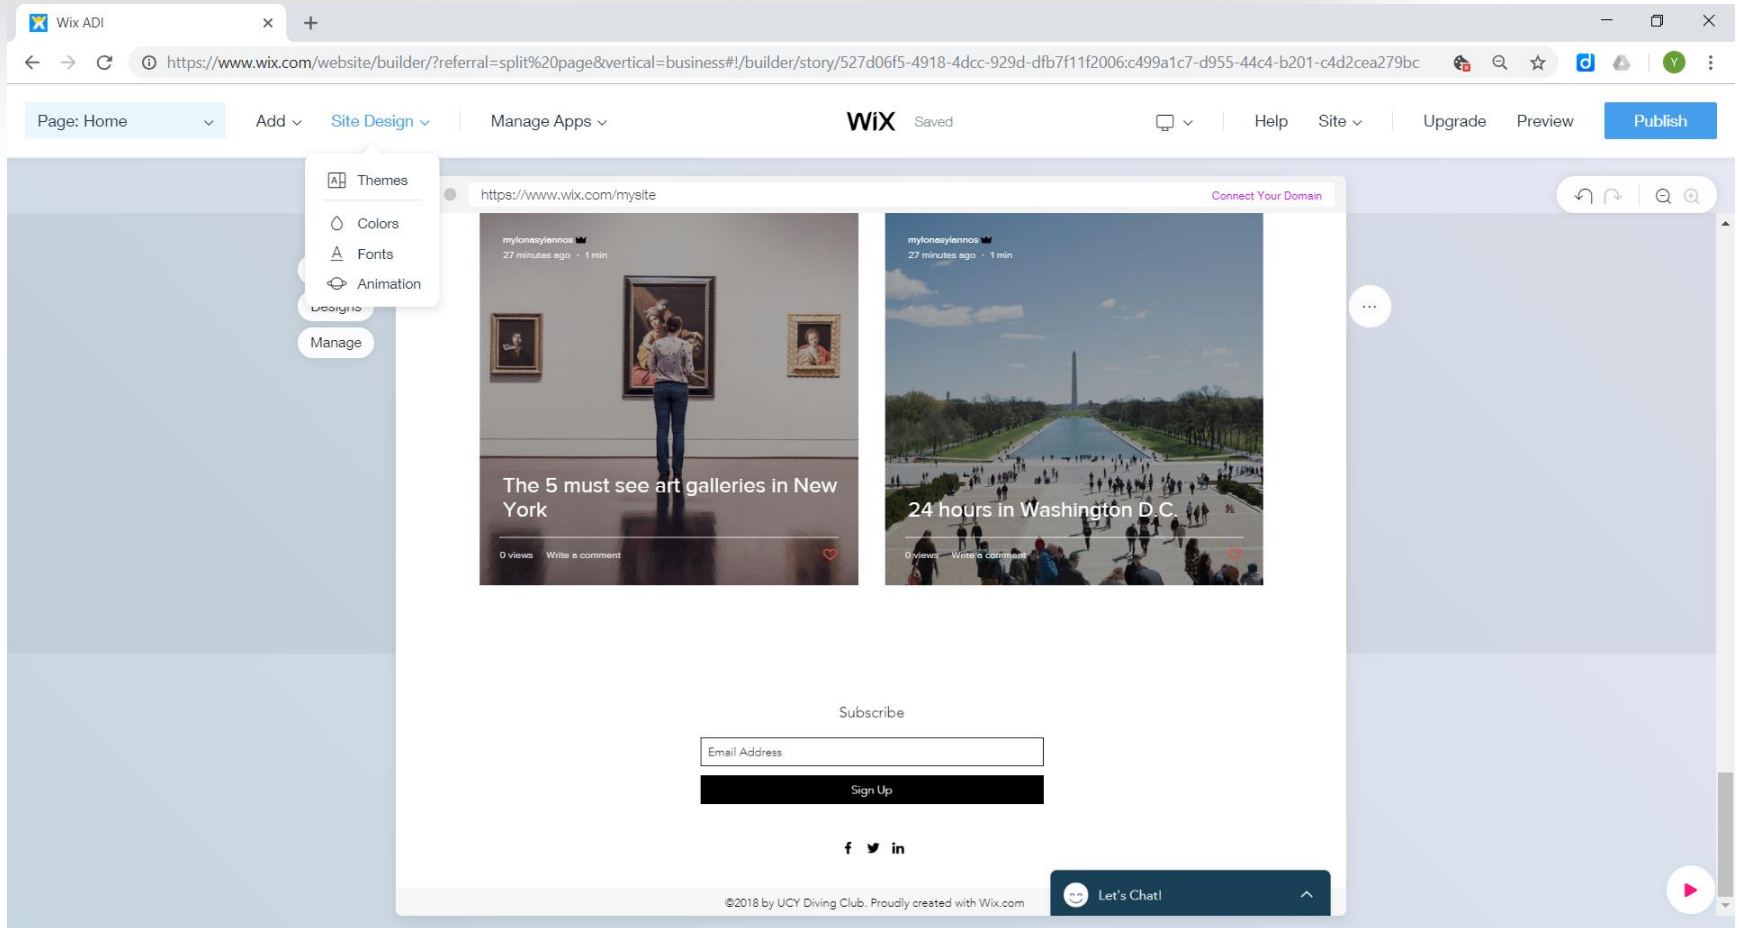 Wix ADI
https://www.wix.com/website/builder/?referral=split%20page&vertical=business#!/builder/story/527d06f5-4918-4dcc-929d-dfb7f11f2006:c499a1c7-d955-44c4-b201-c4d2cea279bc
Y
Page: Home
Add
Site Design
Manage Apps
WiX
Saved
Help
Site
Upgrade
Preview
Publish
Themes
Colors
Fonts
Animation
Designs
Manage
https://www.wix.com/mysite
Connect Your Domain
mylonasyiannos
27 minutes ago · 1 min
The 5 must see art galleries in New
York
0 views Write a comment
mylonasyiannos
27 minutes ago · 1 min
24 hours in Washington D.C.
0 views Write a comment
Subscribe
Email Address
Sign Up
©2018 by UCY Diving Club. Proudly created with Wix.com
Let's Chat!